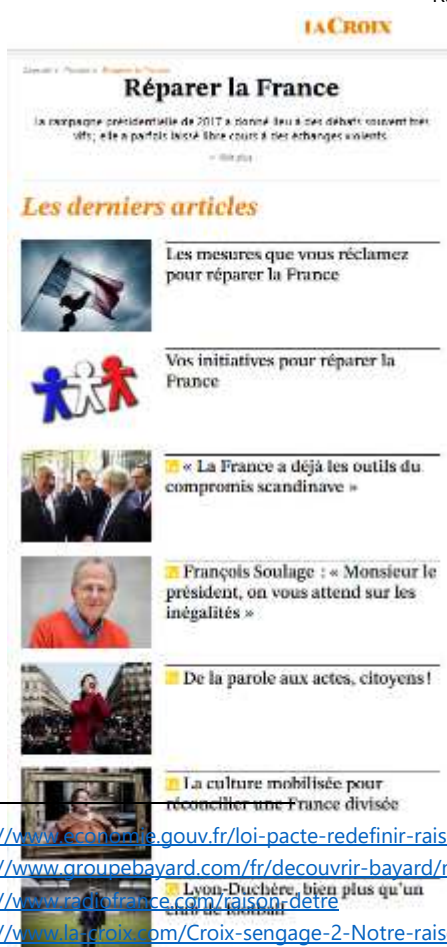 LA CROIX
Réparer la France
La campagne présidentielle de 2017 a donné lieu à des débats souvent très
vifs ; elle a parfois laissé libre cours à des échanges violents.
Les derniers articles
Les mesures que vous réclamez
pour réparer la France
Vos initiatives pour réparer la
France
« La France a déjà les outils du
compromis scandinave »
François Soulage : « Monsieur le
président, on vous attend sur les
inégalités »
De la parole aux actes, citoyens !
La culture mobilisée pour
réconcilier une France divisée
//www.economie.gouv.fr/loi-pacte-redefinir-rais
//www.groupebayard.com/fr/decouvrir-bayard/
Lyon-Duchère, bien plus qu'un
club de football
//www.radiofrance.com/raison-detre
//www.la-croix.com/Croix-sengage-2-Notre-rais